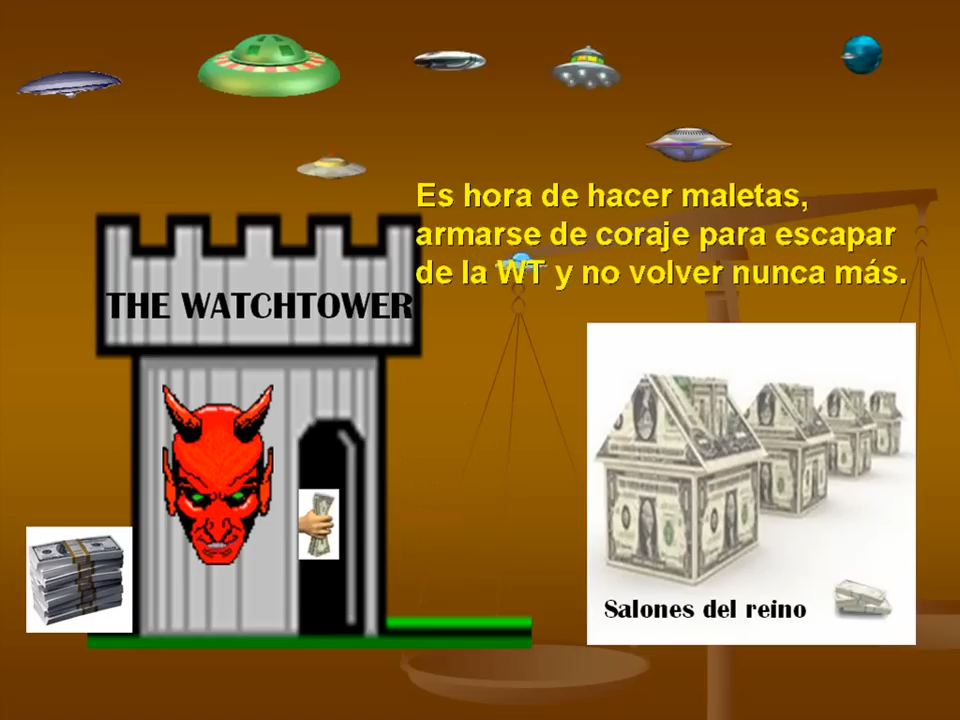 Es hora de hacer maletas,
armarse de coraje para escapar
de la WT y no volver nunca más.
THE WATCHTOWER
Salones del reino